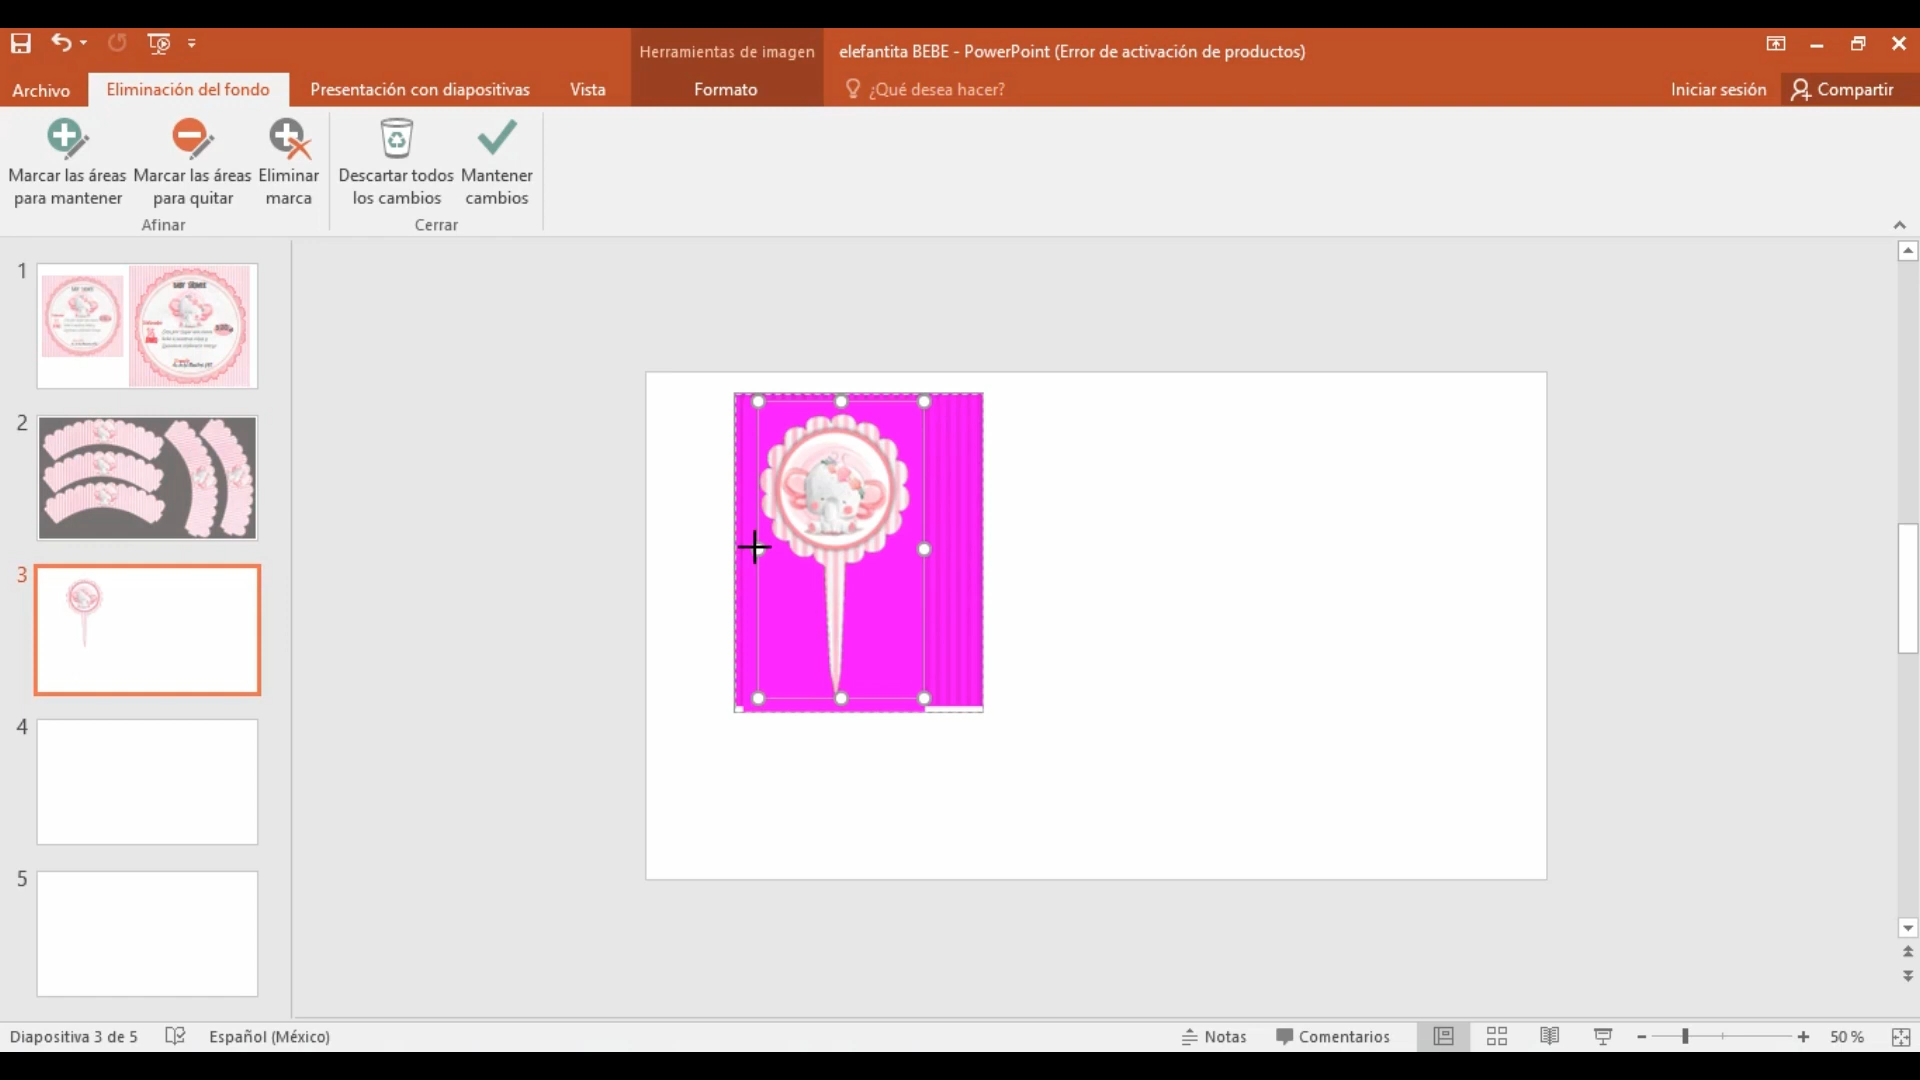 Herramientas de imagen
elefantita BEBE - PowerPoint (Error de activación de productos)
Archivo
Eliminación del fondo
Presentación con diapositivas
Vista
Formato
¿Qué desea hacer?
Iniciar sesión
Compartir
Marcar las áreas
para mantener
Marcar las áreas
para quitar
Eliminar
marca
Descartar todos
los cambios
Mantener
cambios
Afinar
Cerrar
1
2
3
4
5
Diapositiva 3 de 5
Español (México)
Notas
Comentarios
50 %